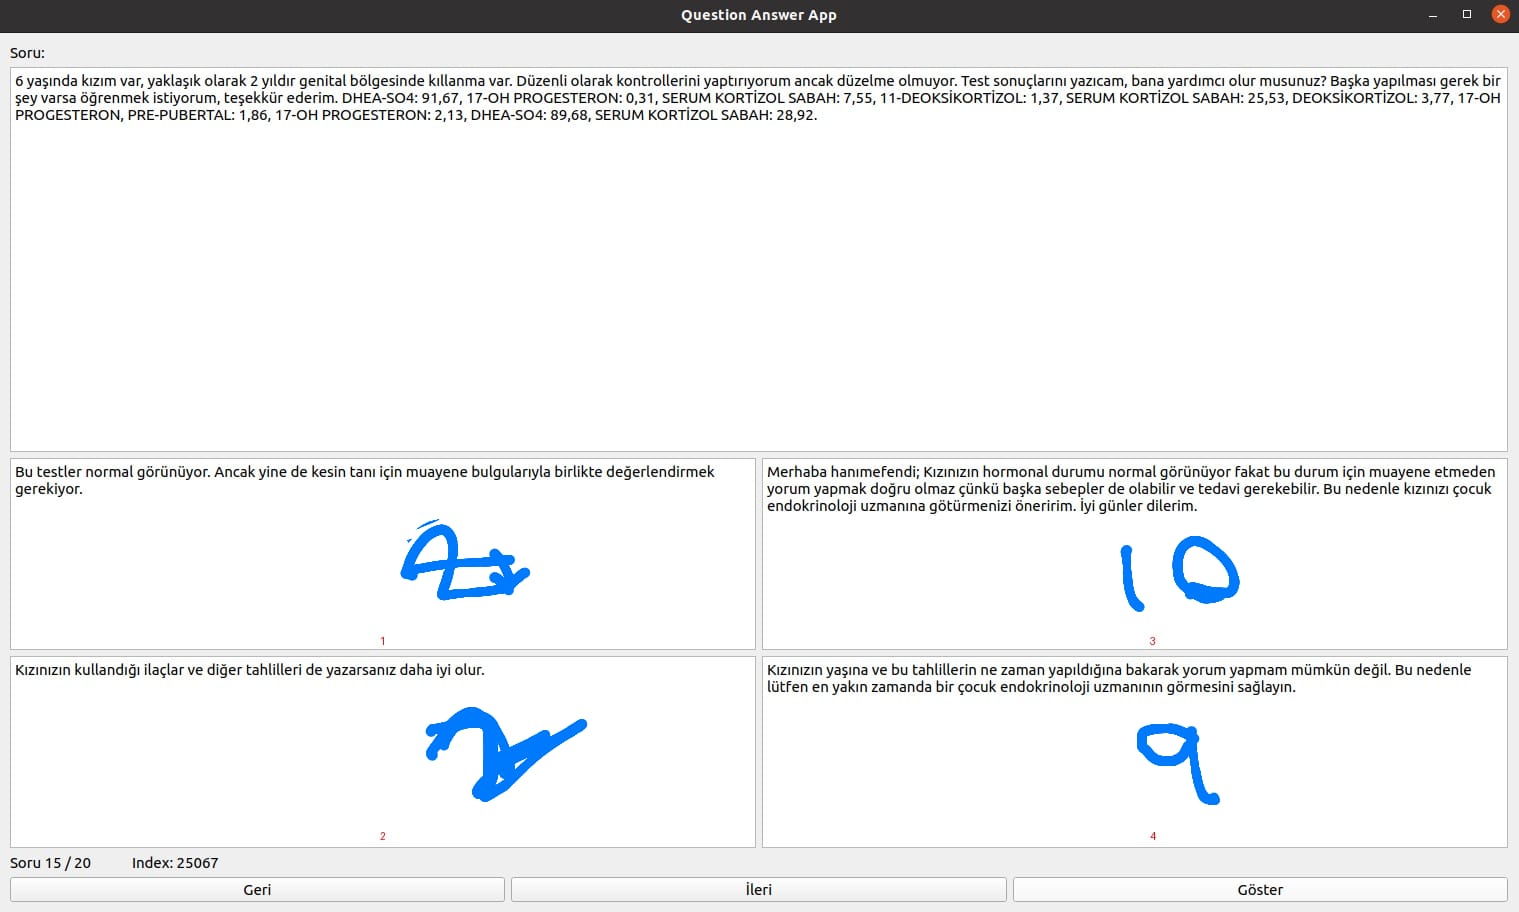 Question Answer App
Soru:
6 yaşında kızım var, yaklaşık olarak 2 yıldır genital bölgesinde kıllanma var. Düzenli olarak kontrollerini yaptırıyorum ancak düzelme olmuyor. Test sonuçlarını yazıcam, bana yardımcı olur musunuz? Başka yapılması gerek bir
şey varsa öğrenmek istiyorum, teşekkür ederim. DHEA-SO4: 91,67, 17-OH PROGESTERON: 0,31, SERUM KORTİZOL SABAH: 7,55, 11-DEOKSİKORTİZOL: 1,37, SERUM KORTİZOL SABAH: 25,53, DEOKSİKORTİZOL: 3,77, 17-OH
PROGESTERON, PRE-PUBERTAL: 1,86, 17-OH PROGESTERON: 2,13, DHEA-SO4: 89,68, SERUM KORTİZOL SABAH: 28,92.
Bu testler normal görünüyor. Ancak yine de kesin tanı için muayene bulgularıyla birlikte değerlendirmek
gerekiyor.
1
Merhaba hanımefendi; Kızınızın hormonal durumu normal görünüyor fakat bu durum için muayene etmeden
yorum yapmak doğru olmaz çünkü başka sebepler de olabilir ve tedavi gerekebilir. Bu nedenle kızınızı çocuk
endokrinoloji uzmanına götürmenizi öneririm. İyi günler dilerim.
10
3
Kızınızın kullandığı ilaçlar ve diğer tahlilleri de yazarsanız daha iyi olur.
2
Kızınızın yaşına ve bu tahlillerin ne zaman yapıldığına bakarak yorum yapmam mümkün değil. Bu nedenle
lütfen en yakın zamanda bir çocuk endokrinoloji uzmanının görmesini sağlayın.
9
4
Soru 15 / 20 Index: 25067
Geri İleri Göster